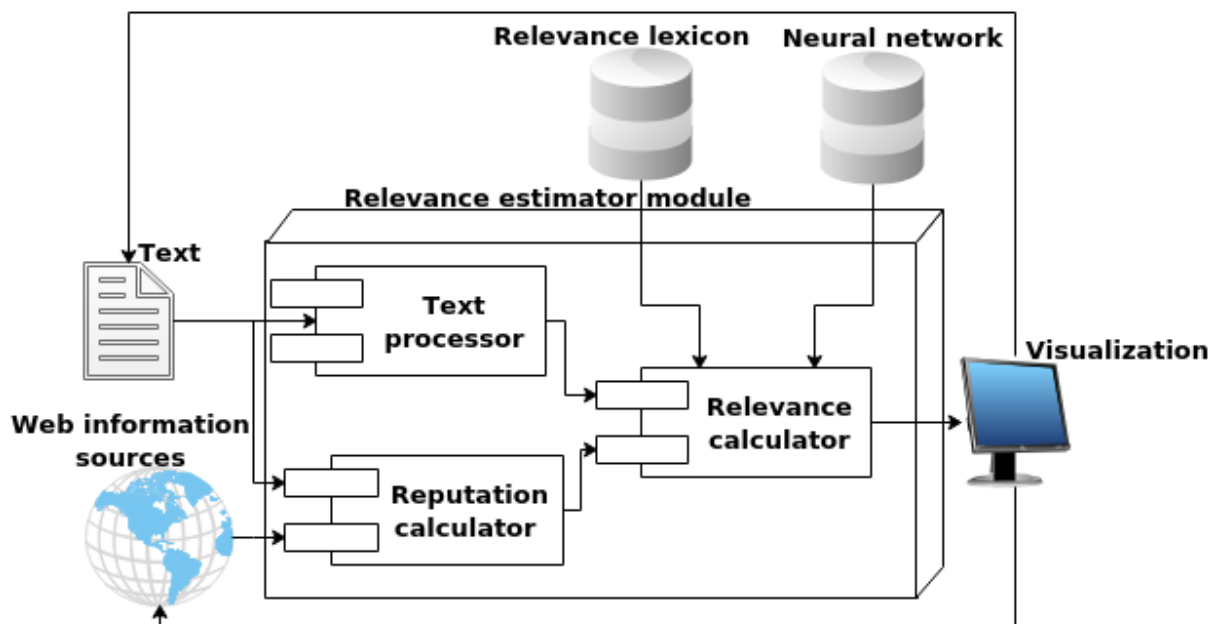 Relevance lexicon
Neural network
Relevance estimator module
Text
Text
processor
Visualization
Relevance
calculator
Web information
sources
Reputation
calculator